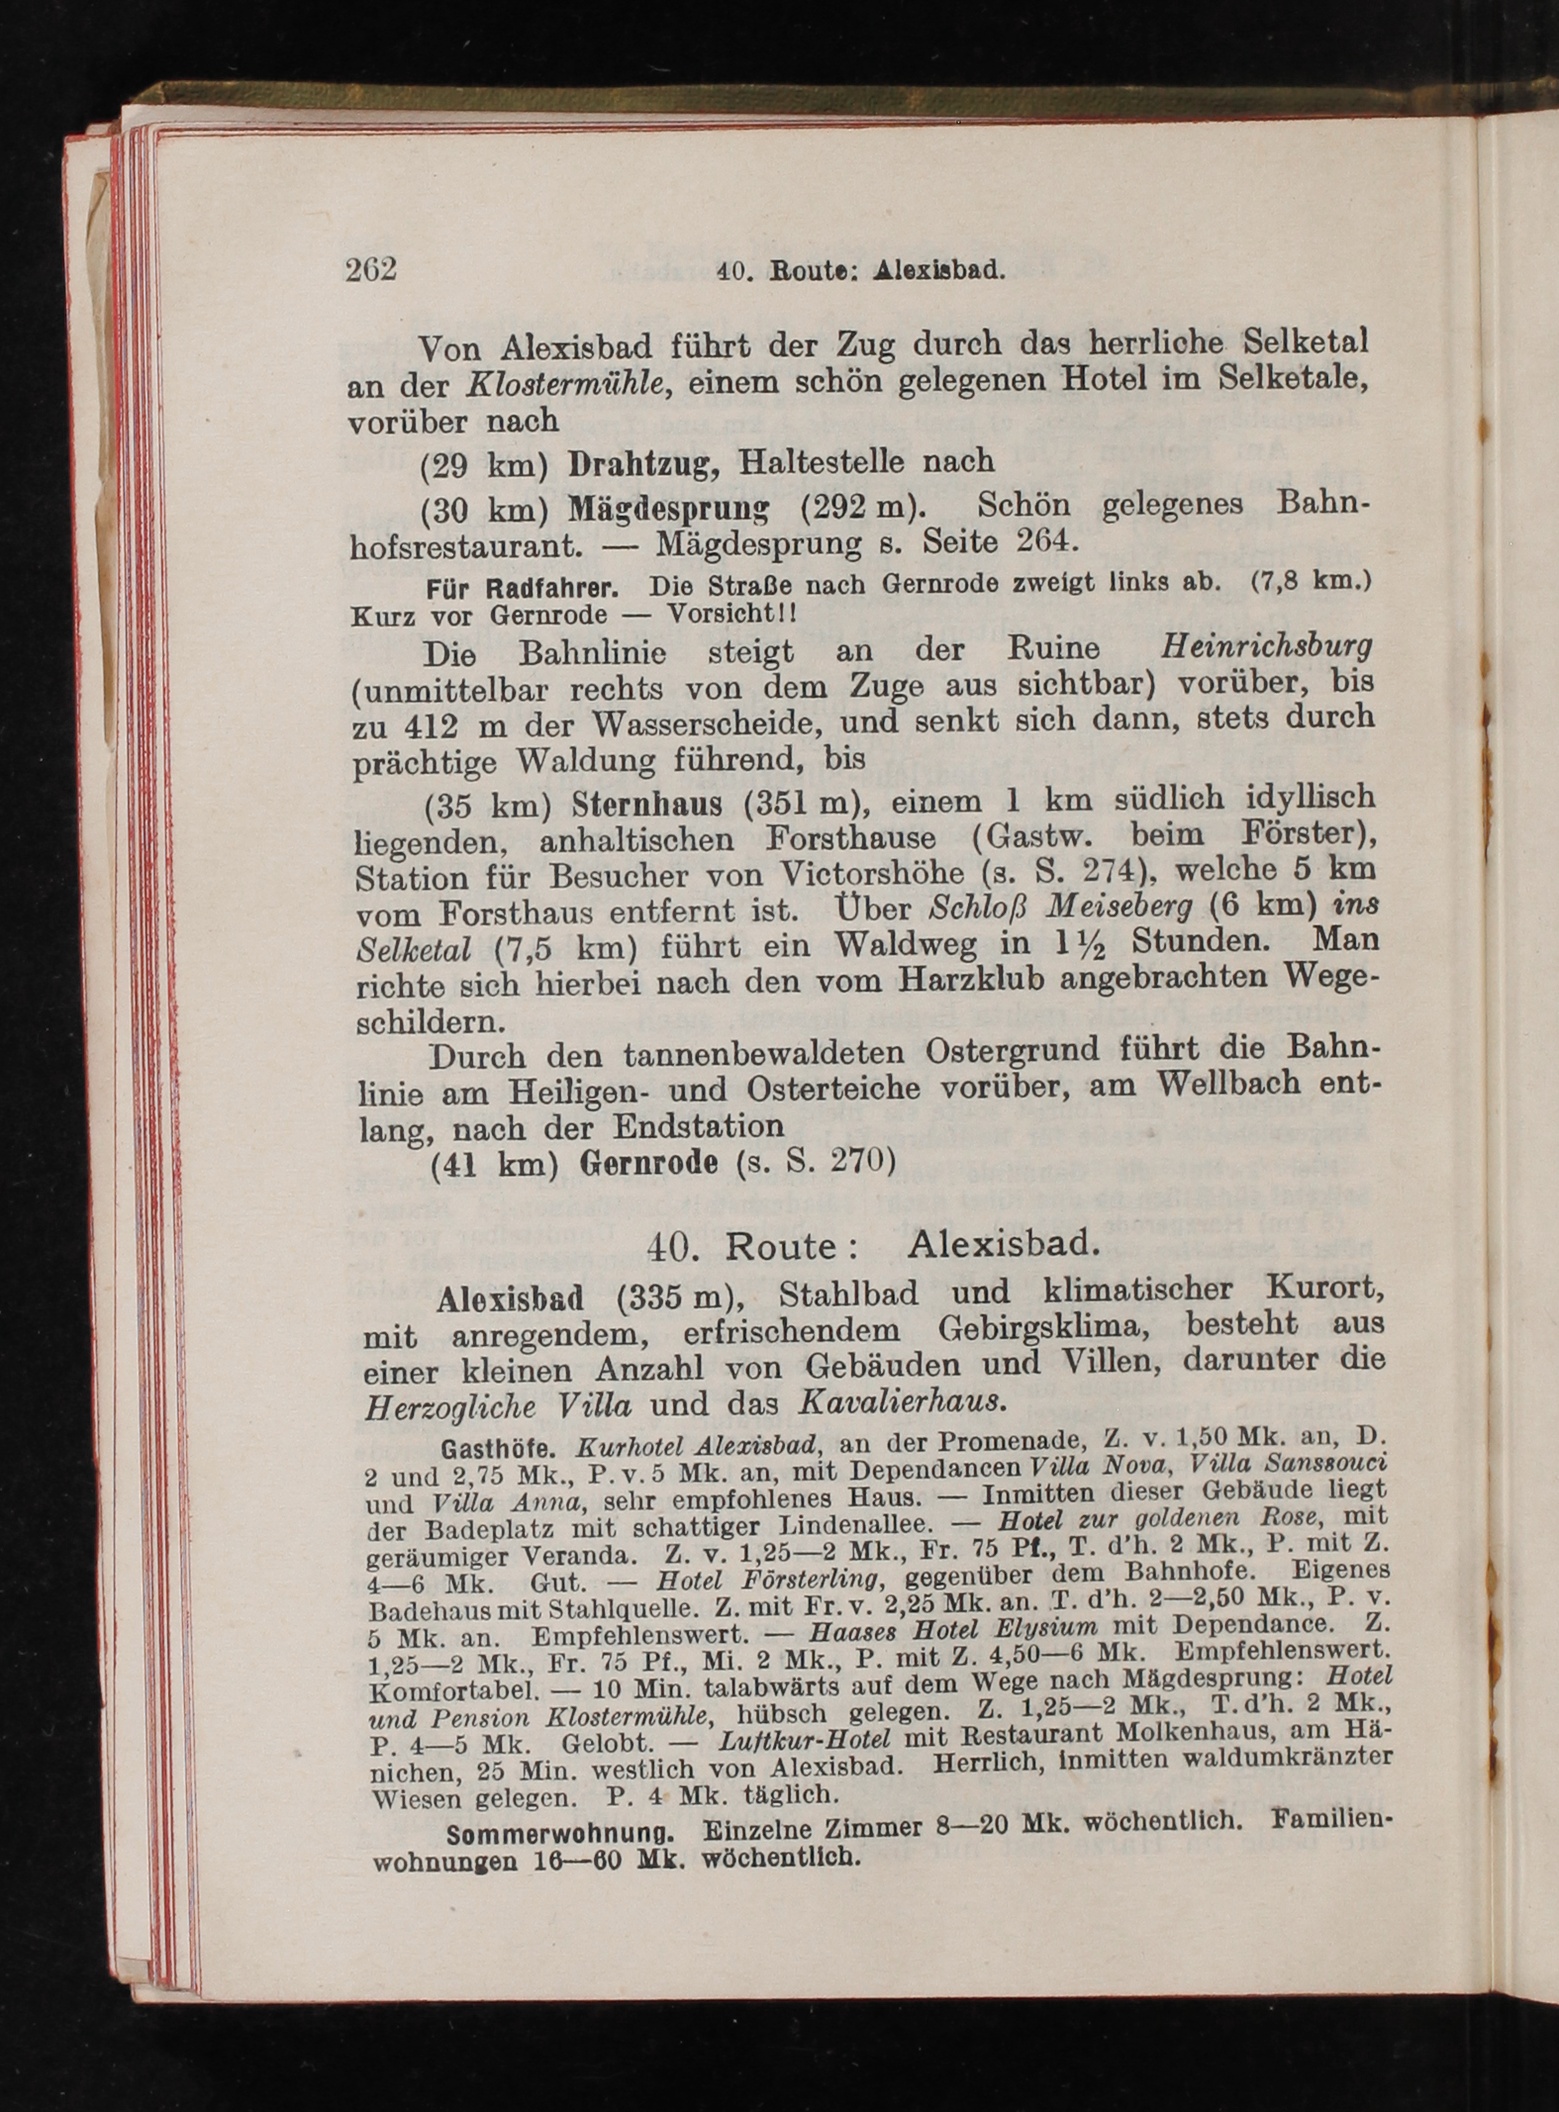 262
40. Route: Alexisbad.
Von Alexisbad führt der Zug durch das herrliche Selketal
an der Klostermühle, einem schön gelegenen Hotel im Selketale,
vorüber nach
(29 km) Drahtzug, Haltestelle nach
(30 km) Mägdesprung (292 m). Schön gelegenes Bahn-
hofsrestaurant. — Mägdesprung s. Seite 264.
Für Radfahrer. Die Straße nach Gernrode zweigt links ab. (7,8 km.)
Kurz vor Gernrode — Vorsicht!!
Die Bahnlinie steigt an der Ruine Heinrichsburg
(unmittelbar rechts von dem Zuge aus sichtbar) vorüber, bis
zu 412 m der Wasserscheide, und senkt sich dann, stets durch
prächtige Waldung führend, bis
(35 km) Sternhaus (351 m), einem 1 km südlich idyllisch
liegenden, anhaltischen Forsthause (Gastw. beim Förster),
Station für Besucher von Victorshöhe (s. S. 274), welche 5 km
vom Forsthaus entfernt ist. Über Schloß Meiseberg (6 km) ins
Selketal (7,5 km) führt ein Waldweg in 1½ Stunden. Man
richte sich hierbei nach den vom Harzklub angebrachten Wege-
schildern.
Durch den tannenbewaldeten Ostergrund führt die Bahn-
linie am Heiligen- und Osterteiche vorüber, am Wellbach ent-
lang, nach der Endstation
(41 km) Gernrode (s. S. 270)
40. Route: Alexisbad.
Alexisbad (335 m), Stahlbad und klimatischer Kurort,
mit anregendem, erfrischendem Gebirgsklima, besteht aus
einer kleinen Anzahl von Gebäuden und Villen, darunter die
Herzogliche Villa und das Kavalierhaus.
Gasthöfe. Kurhotel Alexisbad, an der Promenade, Z. v. 1,50 Mk. an, D.
2 und 2,75 Mk., P. v. 5 Mk. an, mit Dependancen Villa Nova, Villa Sanssouci
und Villa Anna, sehr empfohlenes Haus. — Inmitten dieser Gebäude liegt
der Badeplatz mit schattiger Lindenallee. — Hotel zur goldenen Rose, mit
geräumiger Veranda. Z. v. 1,25—2 Mk., Fr. 75 Pf., T. d'h. 2 Mk., P. mit Z.
4—6 Mk. Gut. — Hotel Försterling, gegenüber dem Bahnhofe. Eigenes
Badehaus mit Stahlquelle. Z. mit Fr. v. 2,25 Mk. an. T. d'h. 2—2,50 Mk., P. v.
5 Mk. an. Empfehlenswert. — Haases Hotel Elysium mit Dependance. Z.
1,25—2 Mk., Fr. 75 Pf., Mi. 2 Mk., P. mit Z. 4,50—6 Mk. Empfehlenswert.
Komfortabel. — 10 Min. talabwärts auf dem Wege nach Mägdesprung: Hotel
und Pension Klostermühle, hübsch gelegen. Z. 1,25—2 Mk., T. d'h. 2 Mk.,
P. 4—5 Mk. Gelobt. — Luftkur-Hotel mit Restaurant Molkenhaus, am Hä-
nichen, 25 Min. westlich von Alexisbad. Herrlich, inmitten waldumkränzter
Wiesen gelegen. P. 4 Mk. täglich.
Sommerwohnung. Einzelne Zimmer 8—20 Mk. wöchentlich. Familien-
wohnungen 16—60 Mk. wöchentlich.